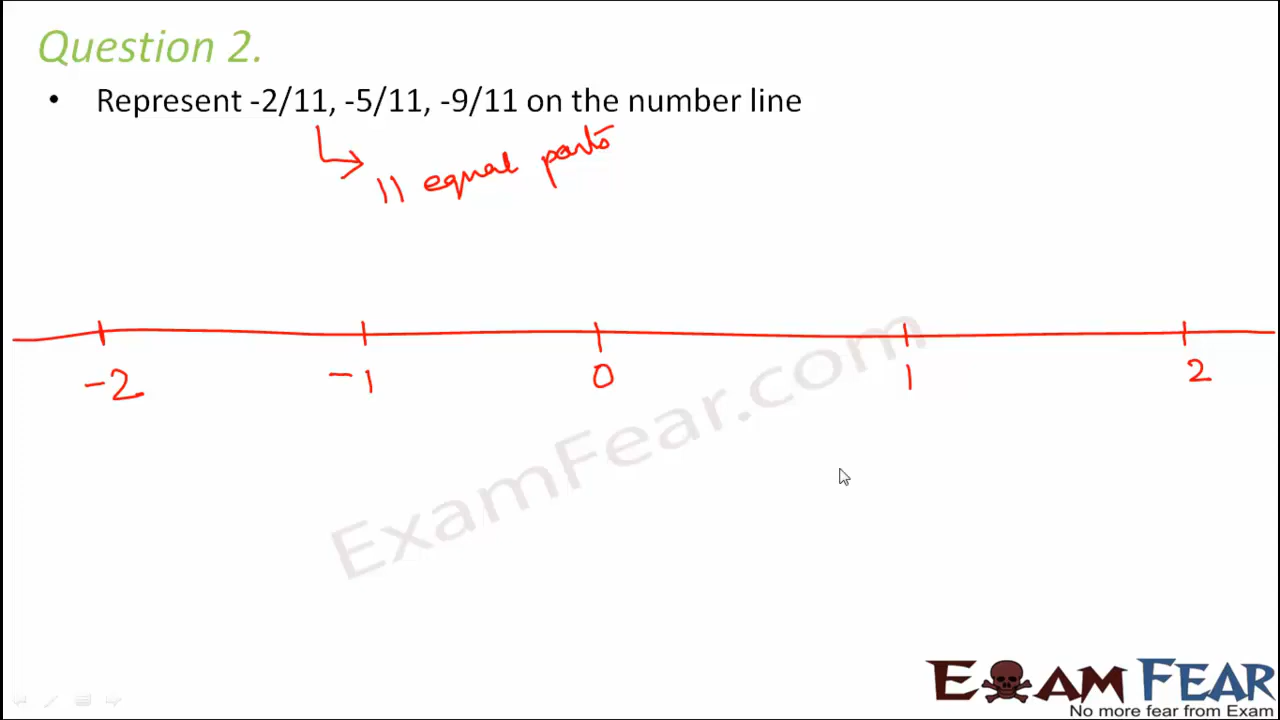 Question 2.
• Represent -2/11, -5/11, -9/11 on the number line
11 equal parts
-2 -1 0 1 2
ExamFear.com
EXAM FEAR
No more fear from Exam